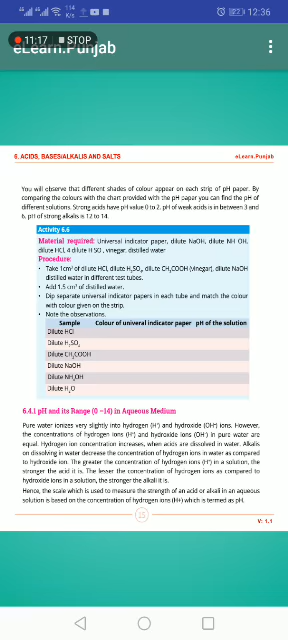 114
K/s
12:36
11:17 STOP
eLearn.Punjab
6. ACIDS, BASES/ALKALIS AND SALTS eLearn.Punjab
You will observe that different shades of colour appear on each strip of pH paper. By
comparing the colours with the chart provided with the pH paper you can find the pH of
different solutions. Strong acids have pH value 0 to 2, pH of weak acids is in between 3 and
6, pH of strong alkalis is 12 to 14.
Activity 6.6
Material required: Universal indicator paper, dilute NaOH, dilute NH OH,
dilute HCl, 4 dilute H SO , vinegar, distilled water
Procedure:
• Take 1cm³ of dilute HCl, dilute H₂SO₄, dilute CH₃COOH (vinegar), dilute NaOH
distilled water in different test tubes.
• Add 1.5 cm³ of distilled water.
• Dip separate universal indicator papers in each tube and match the colour
with colour given on the strip.
• Note the observations.
Sample Colour of univeral indicator paper pH of the solution
Dilute HCl
Dilute H₂SO₄
Dilute CH₃COOH
Dilute NaOH
Dilute NH₄OH
Dilute H₂O
6.4.1 pH and its Range (0 –14) in Aqueous Medium
Pure water ionizes very slightly into hydrogen (H⁺) and hydroxide (OH⁻) ions. However,
the concentrations of hydrogen ions (H⁺) and hydroxide ions (OH⁻) in pure water are
equal. Hydrogen ion concentration increases, when acids are dissolved in water. Alkalis
on dissolving in water decrease the concentration of hydrogen ions in water as compared
to hydroxide ion. The greater the concentration of hydrogen ions (H⁺) in a solution, the
stronger the acid it is. The lesser the concentration of hydrogen ions as compared to
hydroxide ions in a solution, the stronger the alkali it is.
Hence, the scale which is used to measure the strength of an acid or alkali in an aqueous
solution is based on the concentration of hydrogen ions (H+) which is termed as pH.
V: 1.1